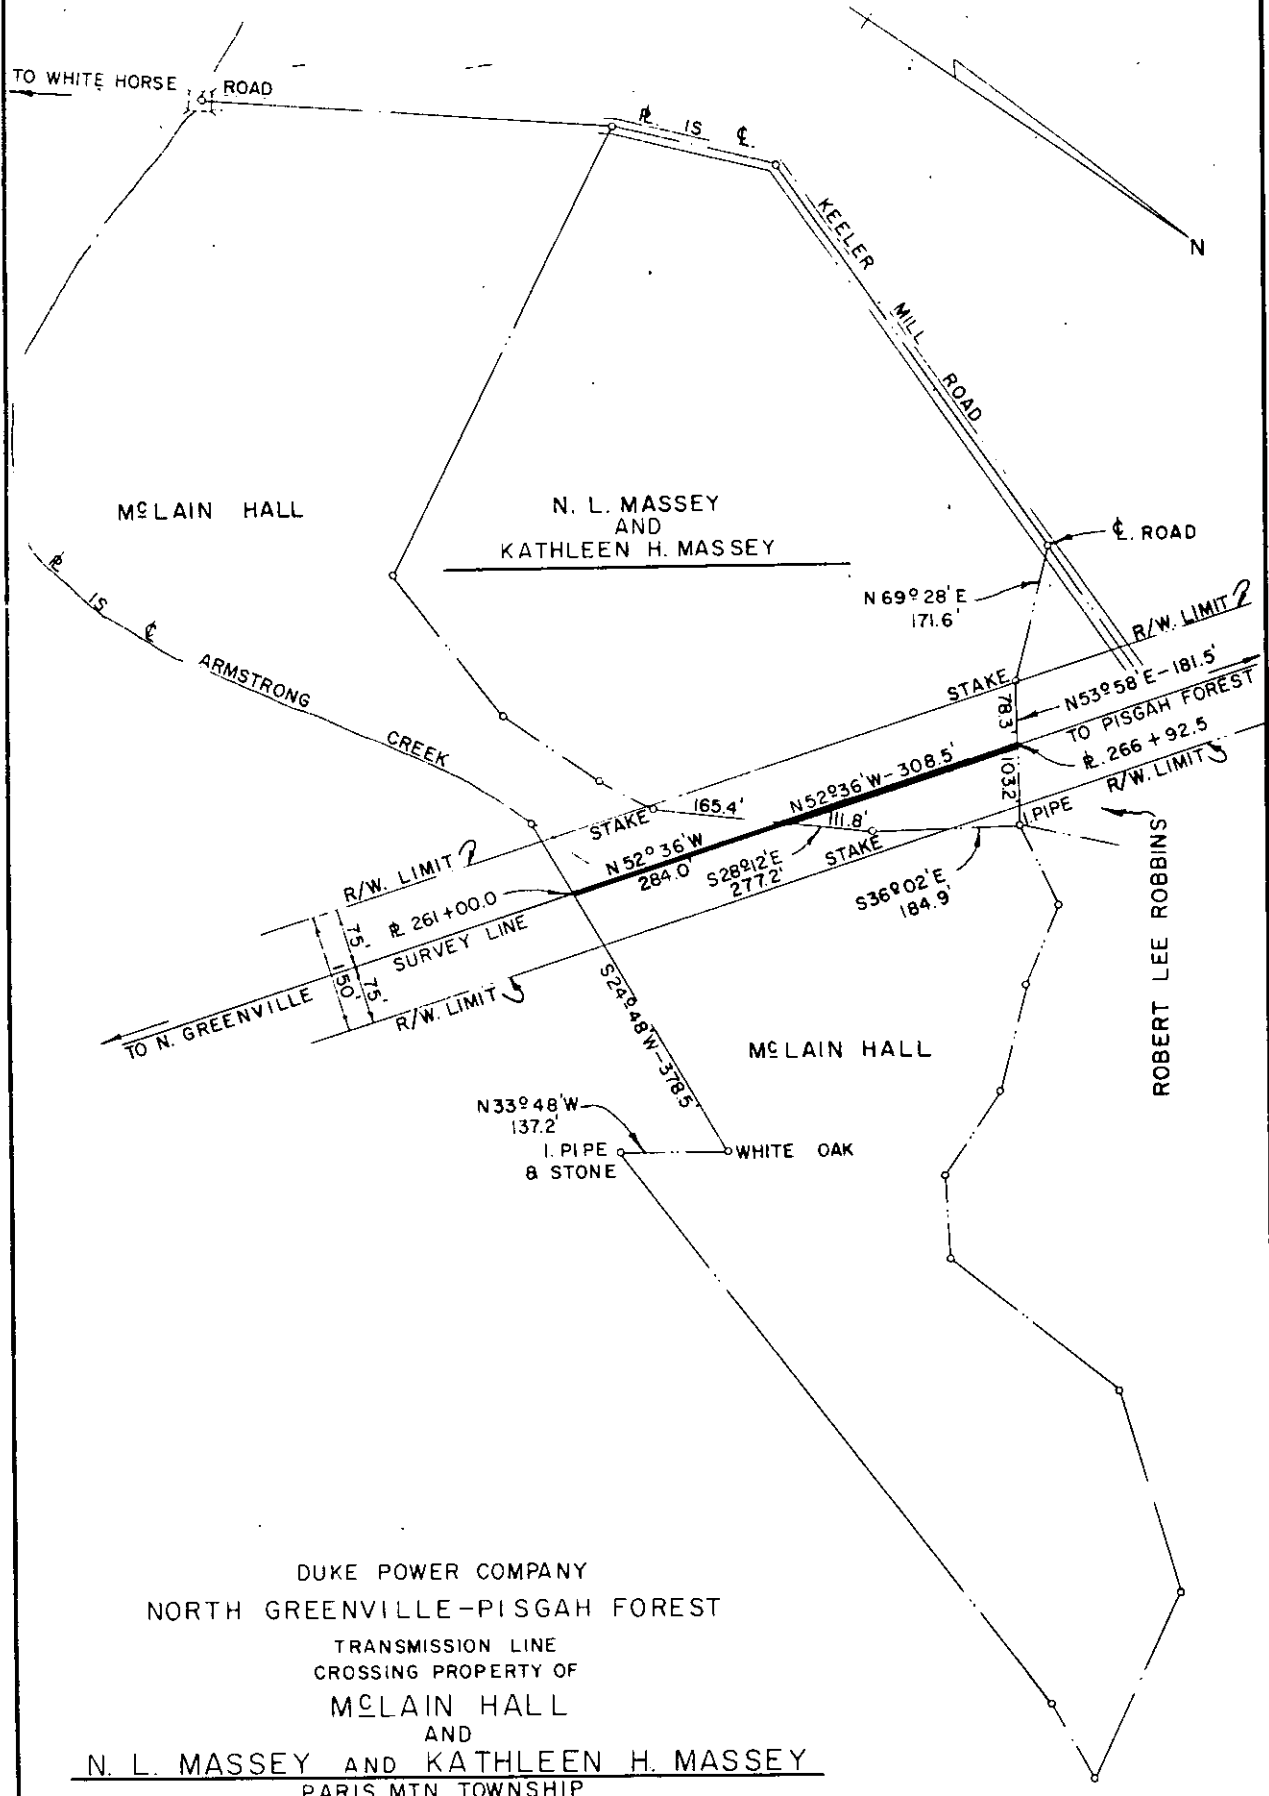 TO WHITE HORSE ROAD
⅊ IS ℄
KEELER MILL ROAD
N
McLAIN HALL
N. L. MASSEY
AND
KATHLEEN H. MASSEY
℄ ROAD
N 69° 28' E
171.6'
R/W. LIMIT
⅊ IS ℄
ARMSTRONG CREEK
STAKE
78.3
N53°58'E-181.5'
TO PISGAH FOREST
⅊ 266 + 92.5
R/W. LIMIT
103.2
I. PIPE
165.4'
N52°36'W-308.5'
111.8'
STAKE
N 52° 36' W
284.0'
S28°12'E
277.2'
STAKE
S36°02'E
184.9'
ROBERT LEE ROBBINS
R/W. LIMIT
⅊ 261+00.0
75'
150'
75'
SURVEY LINE
R/W. LIMIT
TO N. GREENVILLE
S24°48'W-378.5'
McLAIN HALL
N33°48'W
137.2'
I. PIPE
& STONE
WHITE OAK
DUKE POWER COMPANY
NORTH GREENVILLE-PISGAH FOREST
TRANSMISSION LINE
CROSSING PROPERTY OF
McLAIN HALL
AND
N. L. MASSEY AND KATHLEEN H. MASSEY
PARIS MTN. TOWNSHIP